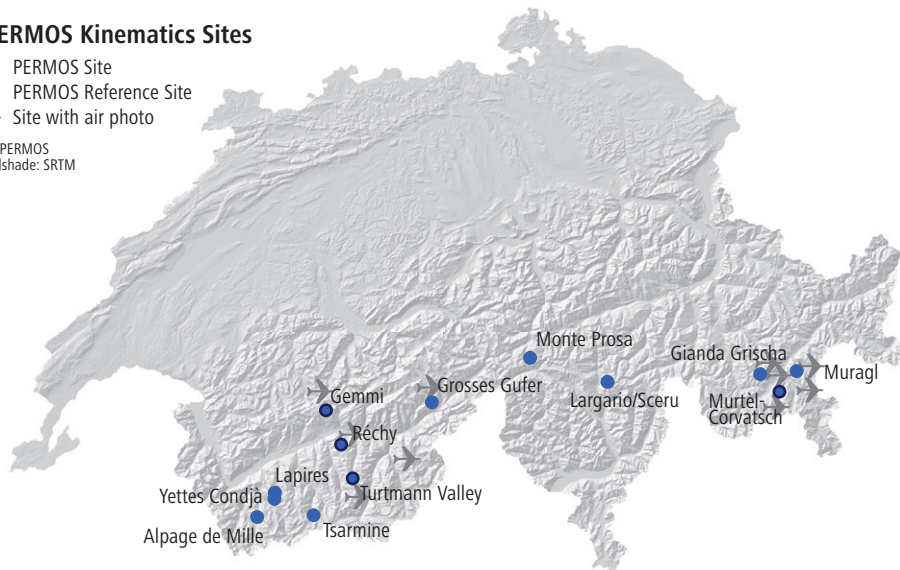 ERMOS Kinematics Sites
PERMOS Site
PERMOS Reference Site
Site with air photo
PERMOS
lshade: SRTM
Monte Prosa
Gianda Grischa
Muragl
Grosses Gufer
Gemmi
Largario/Sceru
Murtèl-
Corvatsch
Réchy
Lapires
Yettes Condjà
Turtmann Valley
Alpage de Mille
Tsarmine